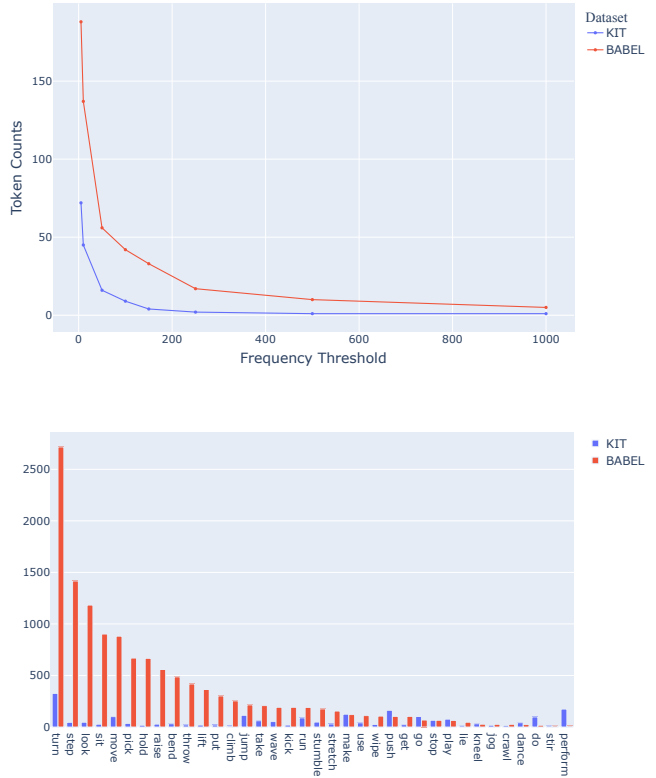 Dataset
KIT
BABEL
Token Counts
150
100
50
0
0 200 400 600 800 1000
Frequency Threshold
KIT
BABEL
2500
2000
1500
1000
500
0
turn step look sit move pick hold raise bend throw lift put climb jump take wave kick run stumble stretch make use wipe push get go stop play lie kneel jog crawl dance do stir perform